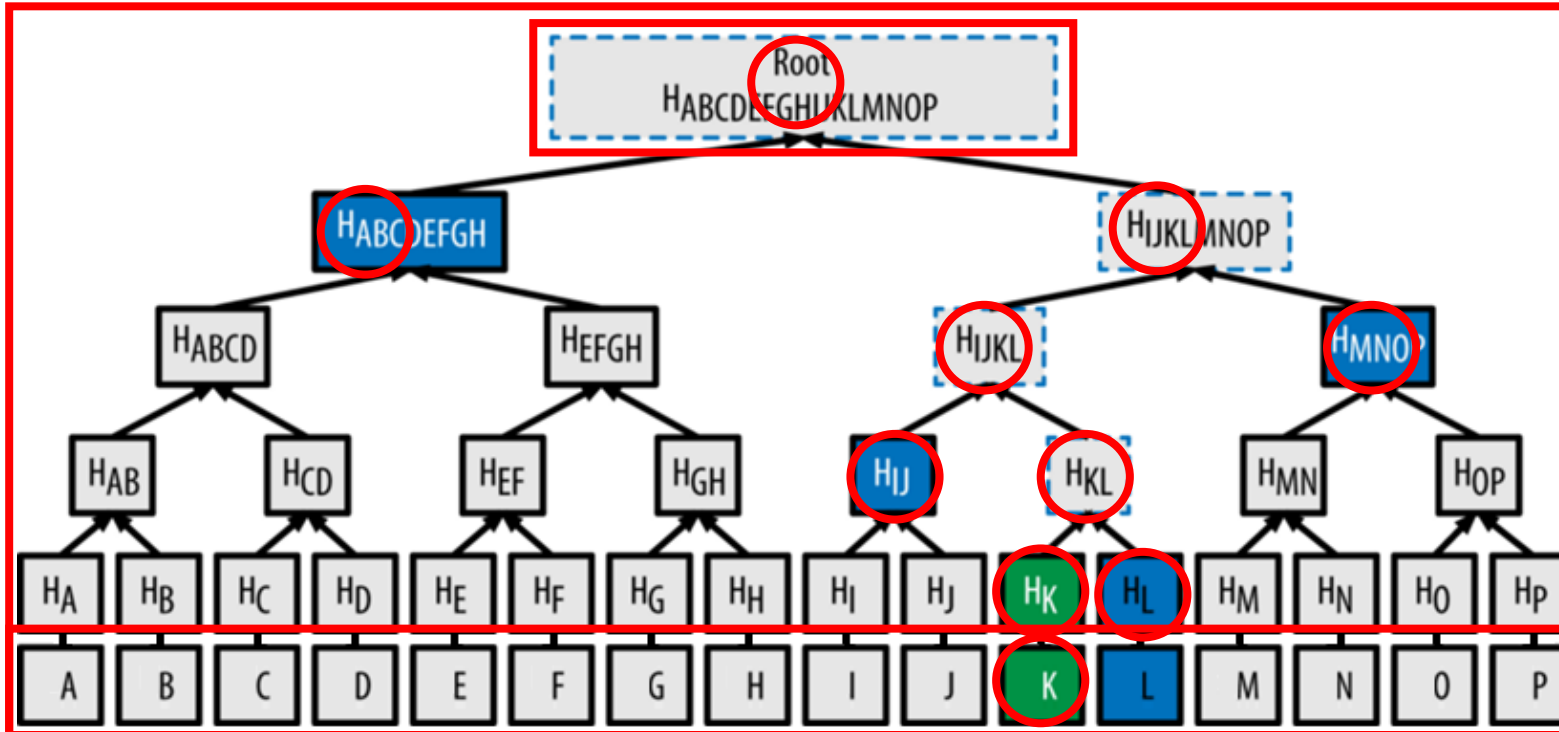 Root
HABCDEFGHIJKLMNOP
HABCDEFGH HIJKLMNOP
HABCD HEFGH HIJKL HMNOP
HAB HCD HEF HGH HIJ HKL HMN HOP
HA HB HC HD HE HF HG HH HI HJ HK HL HM HN HO HP
A B C D E F G H I J K L M N O P